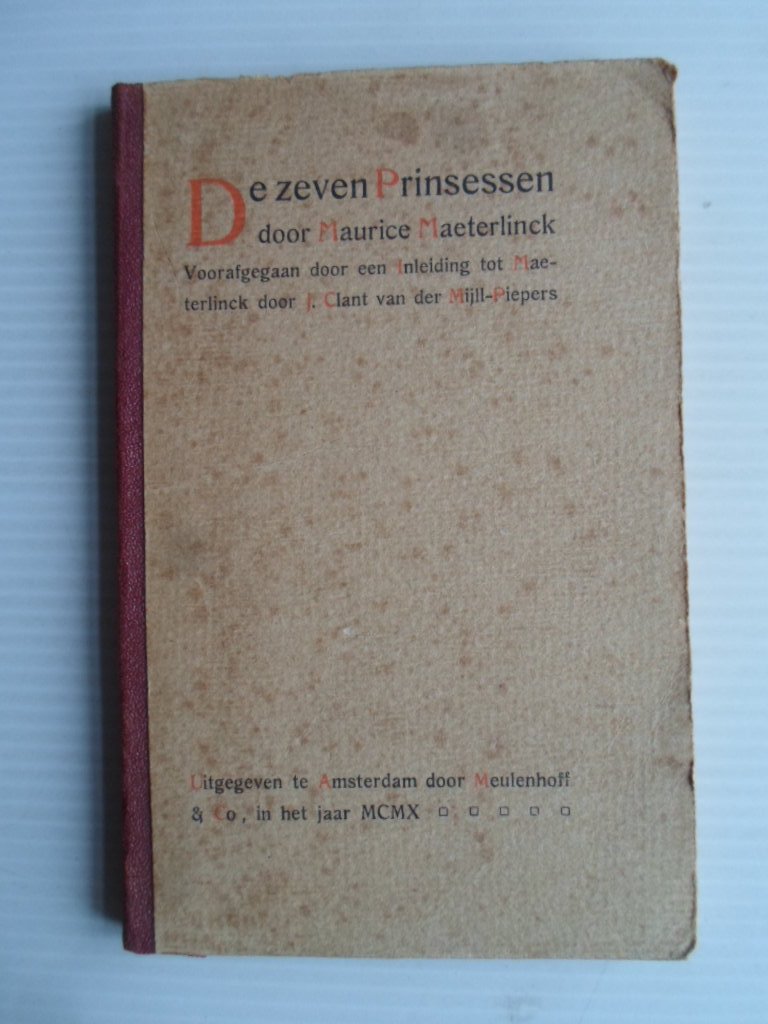 De zeven Prinsessen
door Maurice Maeterlinck
Voorafgegaan door een Inleiding tot Mae-
terlinck door J. Clant van der Mijll-Piepers
Uitgegeven te Amsterdam door Meulenhoff
& Co, in het jaar MCMX